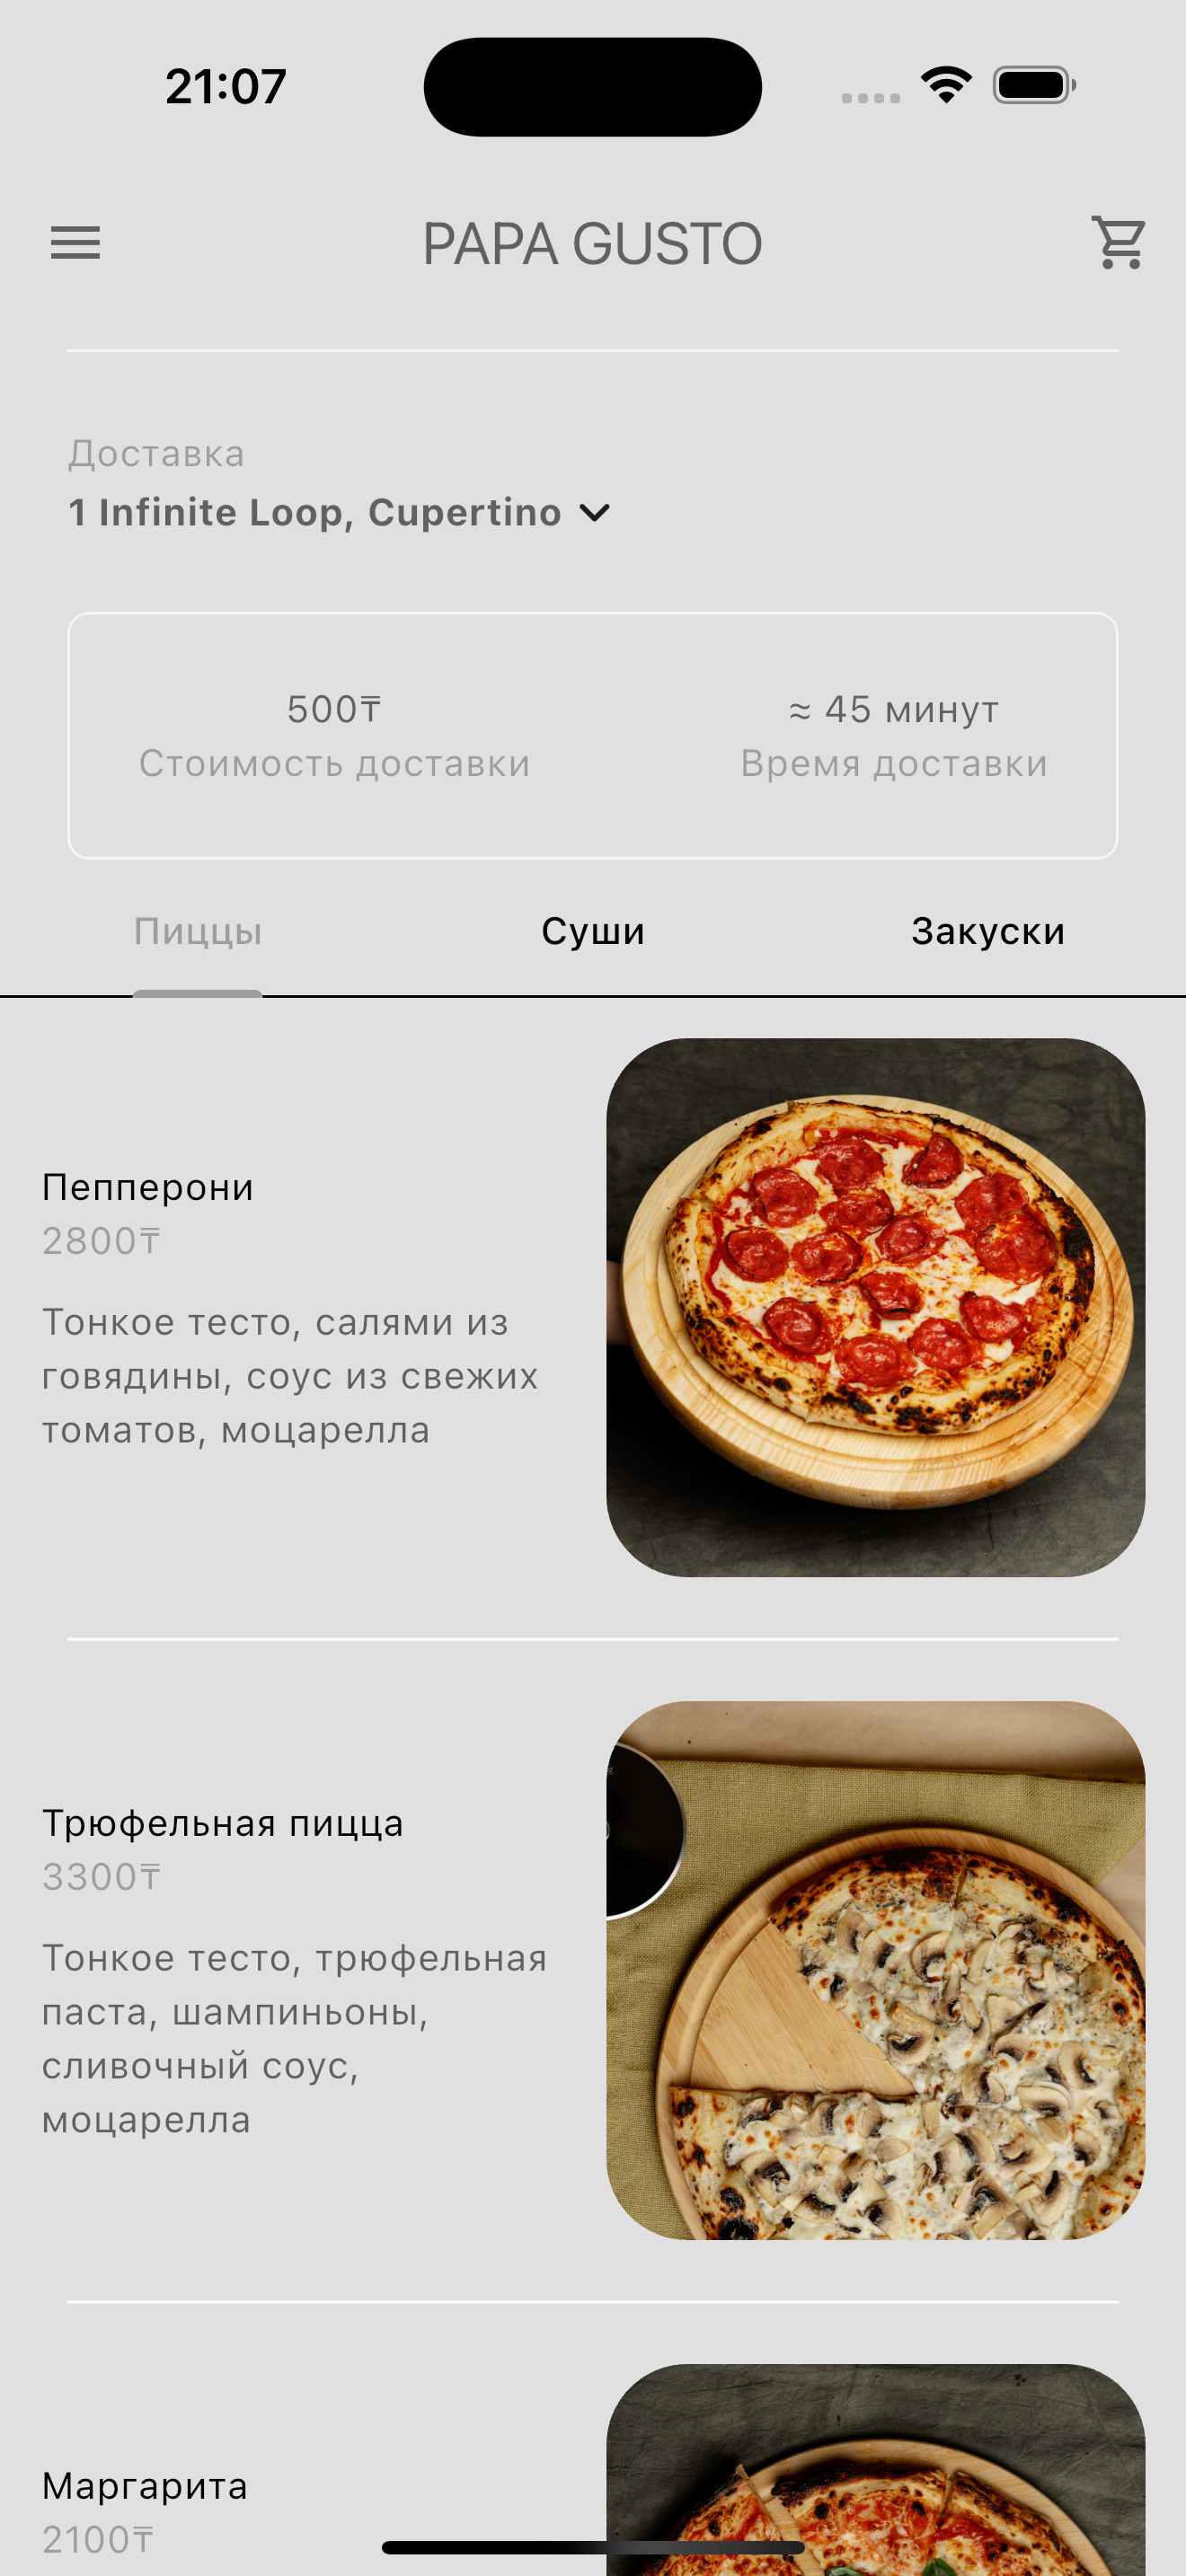 21:07
PAPA GUSTO
Доставка
1 Infinite Loop, Cupertino
500₸
Стоимость доставки
≈ 45 минут
Время доставки
Пиццы
Суши
Закуски
Пепперони
2800₸
Тонкое тесто, салями из
говядины, соус из свежих
томатов, моцарелла
Трюфельная пицца
3300₸
Тонкое тесто, трюфельная
паста, шампиньоны,
сливочный соус,
моцарелла
Маргарита
2100₸